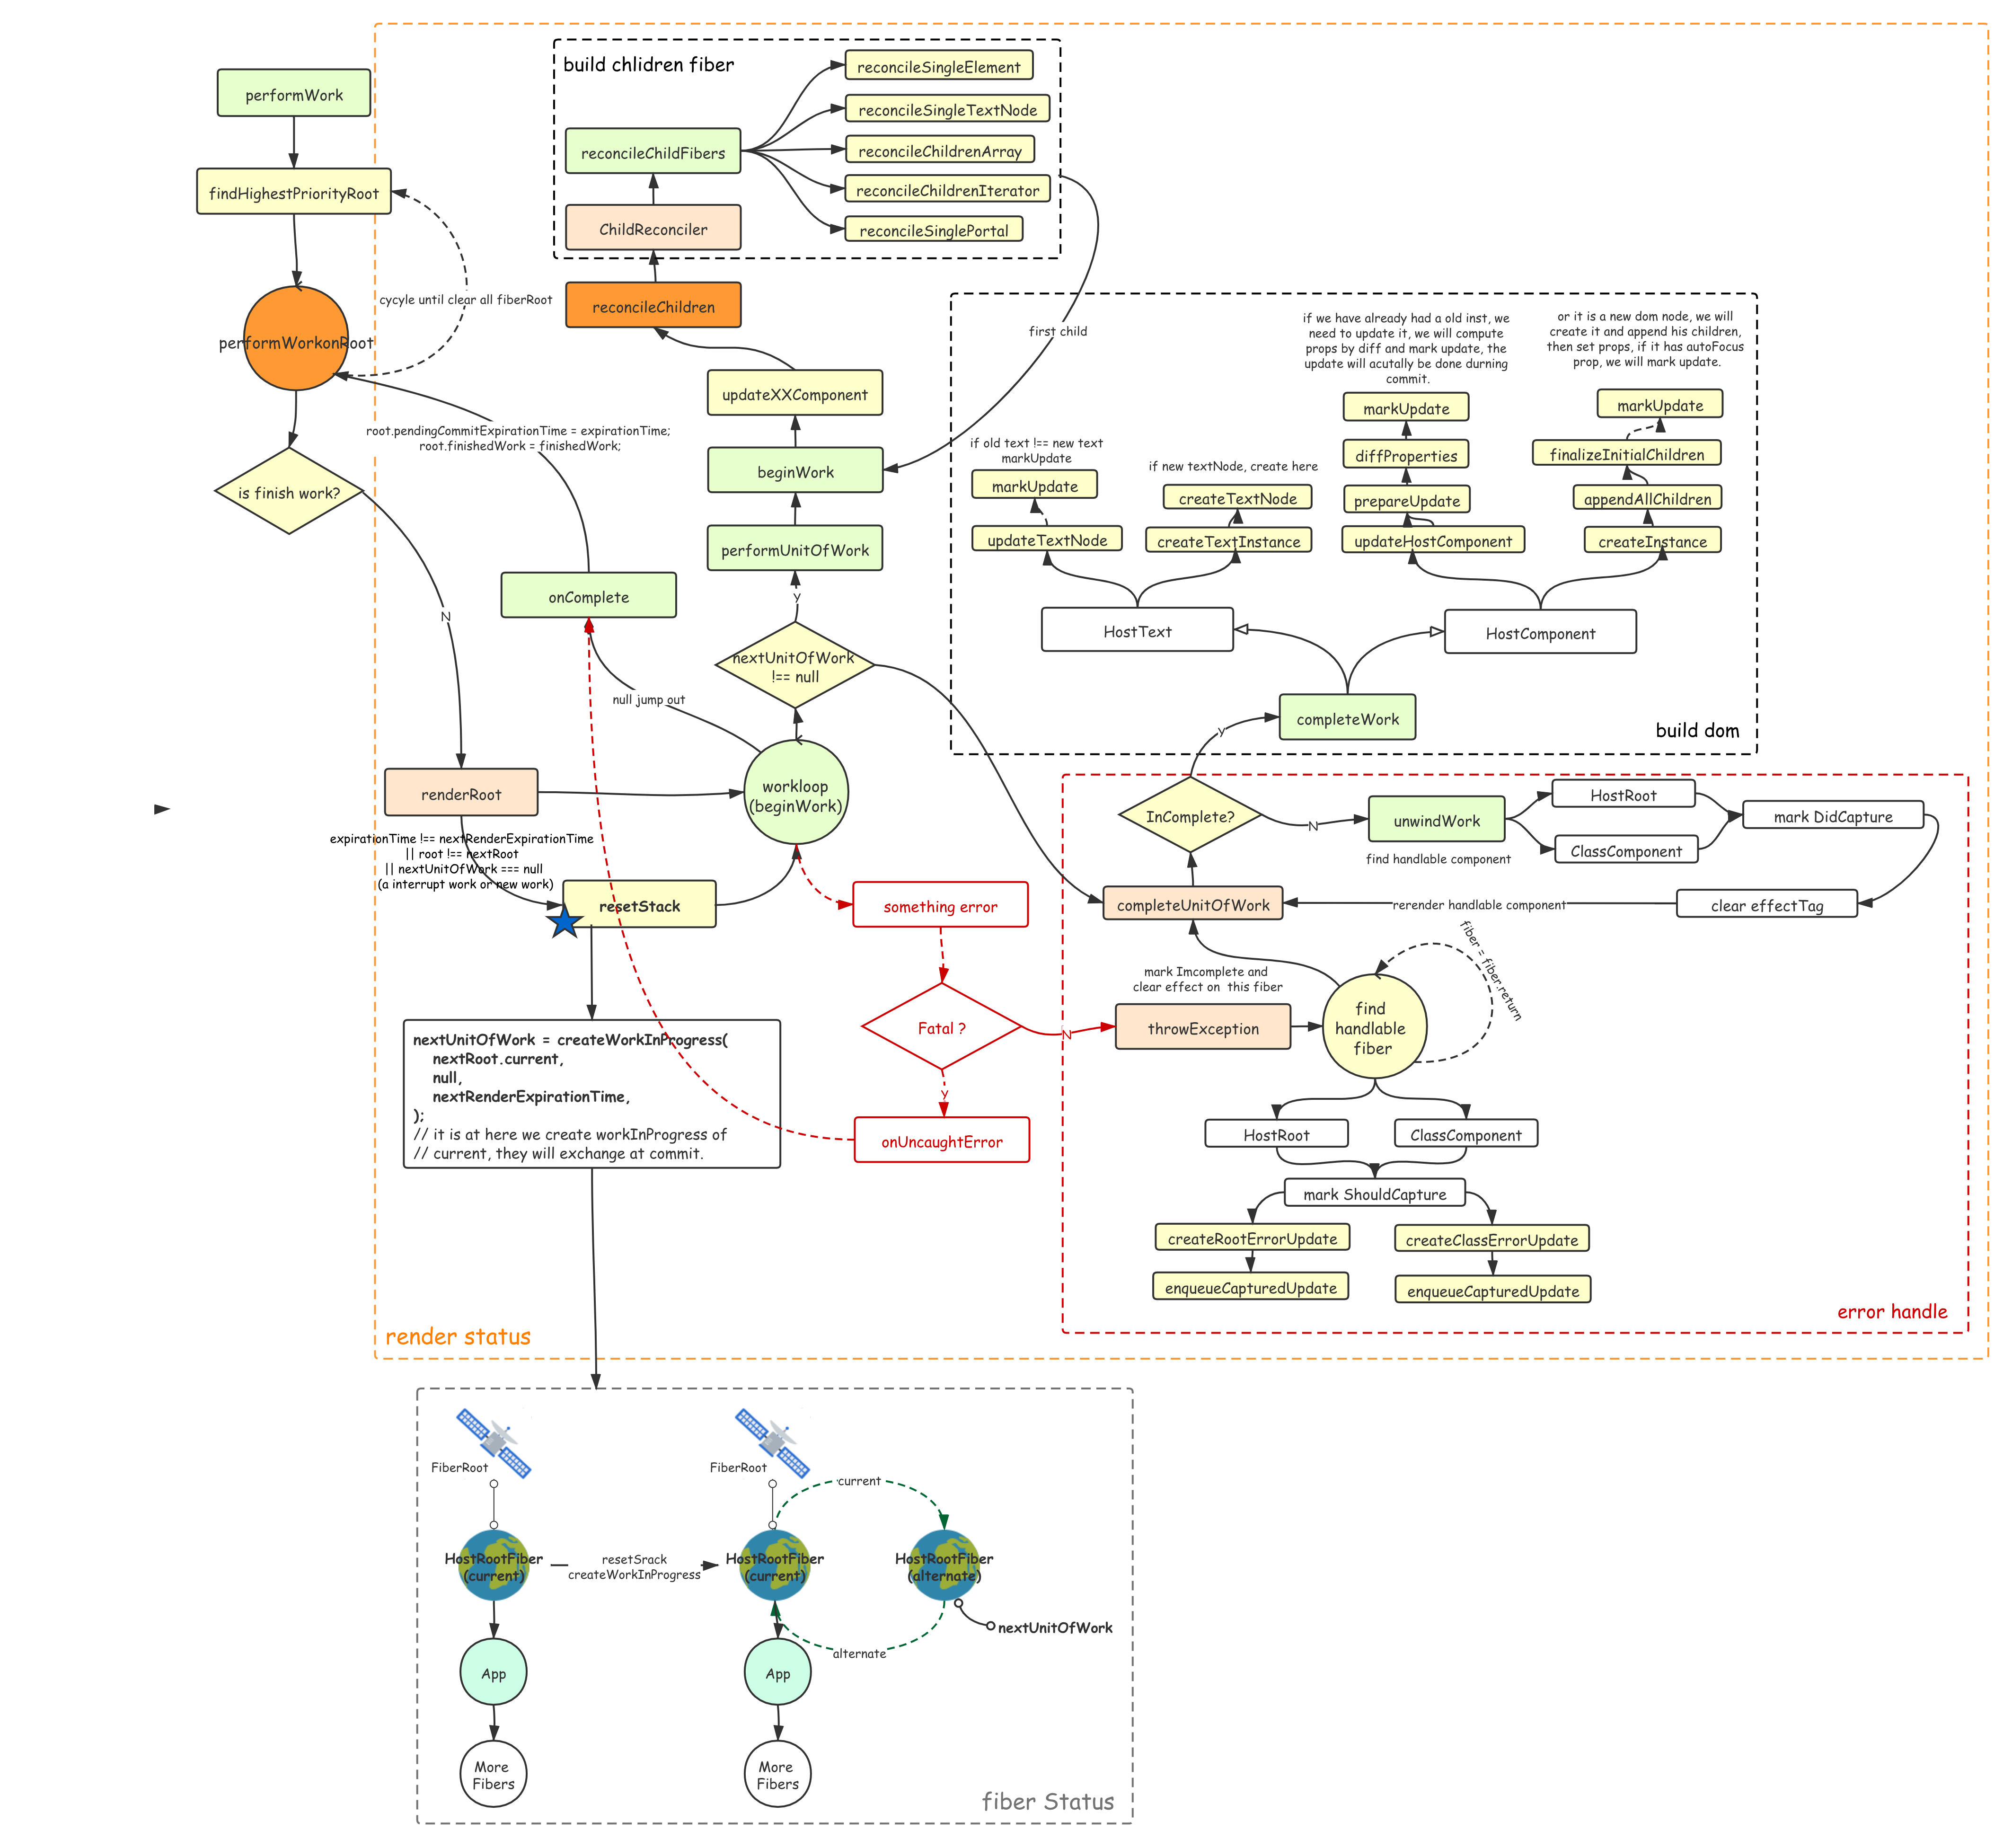 performWork
findHighestPriorityRoot
cycyle until clear all fiberRoot
performWorkonRoot
is finish work?
N
root.pendingCommitExpirationTime = expirationTime;
root.finishedWork = finishedWork;
build chlidren fiber
reconcileChildFibers
ChildReconciler
reconcileSingleElement
reconcileSingleTextNode
reconcileChildrenArray
reconcileChildrenIterator
reconcileSinglePortal
reconcileChildren
first child
updateXXComponent
beginWork
performUnitOfWork
y
nextUnitOfWork
!== null
onComplete
null jump out
workloop
(beginWork)
renderRoot
expirationTime !== nextRenderExpirationTime
|| root !== nextRoot
|| nextUnitOfWork === null
(a interrupt work or new work)
resetStack
nextUnitOfWork = createWorkInProgress(
nextRoot.current,
null,
nextRenderExpirationTime,
);
// it is at here we create workInProgress of
// current, they will exchange at commit.
something error
Fatal ?
N
y
onUncaughtError
if we have already had a old inst, we
need to update it, we will compute
props by diff and mark update, the
update will acutally be done durning
commit.
or it is a new dom node, we will
create it and append his children,
then set props, if it has autoFocus
prop, we will mark update.
markUpdate
diffProperties
prepareUpdate
updateHostComponent
markUpdate
finalizeInitialChildren
appendAllChildren
createInstance
if old text !== new text
markUpdate
markUpdate
updateTextNode
if new textNode, create here
createTextNode
createTextInstance
HostText
HostComponent
completeWork
build dom
y
InComplete?
N
unwindWork
find handlable component
HostRoot
ClassComponent
mark DidCapture
clear effectTag
rerender handlable component
completeUnitOfWork
mark Imcomplete and
clear effect on this fiber
throwException
find
handlable
fiber
fiber = fiber.return
HostRoot
ClassComponent
mark ShouldCapture
createRootErrorUpdate
createClassErrorUpdate
enqueueCapturedUpdate
enqueueCapturedUpdate
error handle
render status
FiberRoot
HostRootFiber
(current)
App
More
Fibers
resetSrack
createWorkInProgress
FiberRoot
HostRootFiber
(current)
App
More
Fibers
current
HostRootFiber
(alternate)
alternate
nextUnitOfWork
fiber Status